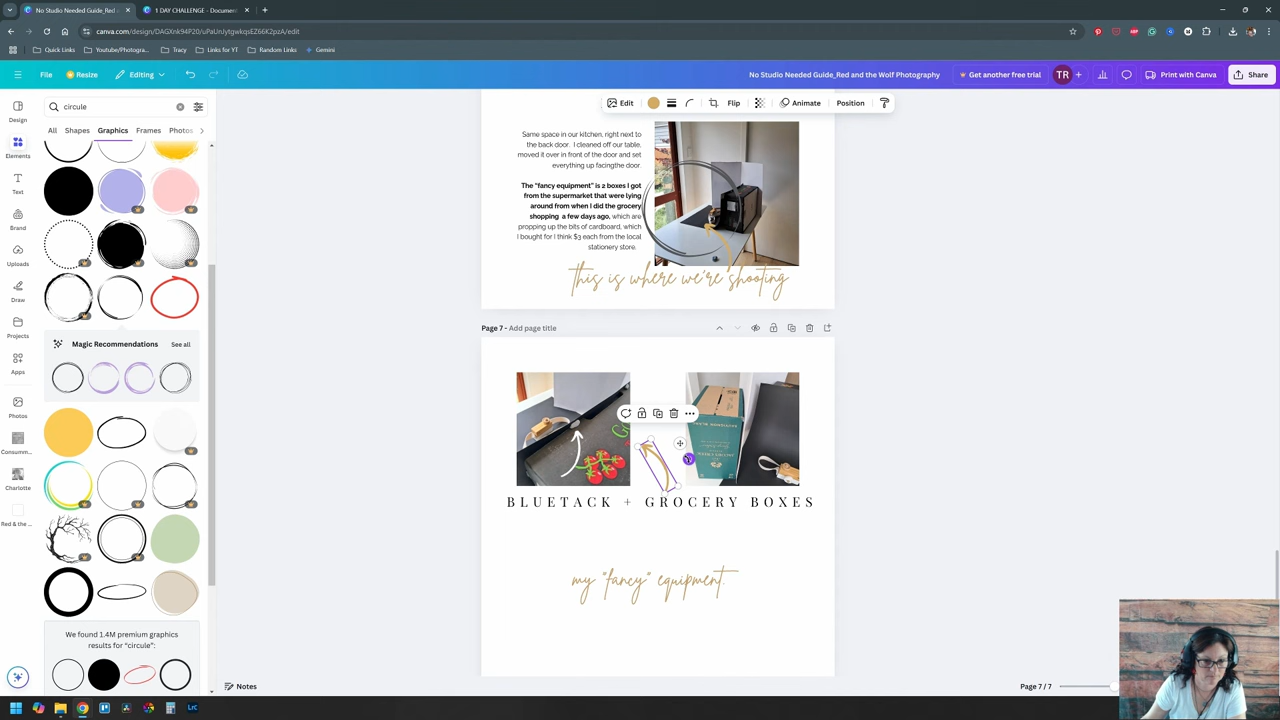 No Studio Needed Guide_Red
1 DAY CHALLENGE - Documen
canva.com/design/DAGXnk94P20/uPaUnJytgwkqsEZ66K2pzA/edit
Quick Links
Youtube/Photogra...
Tracy
Links for YT
Random Links
Gemini
File
Resize
Editing
No Studio Needed Guide_Red and the Wolf Photography
Get another free trial
TR
Print with Canva
Share
circule
Edit
Flip
Animate
Position
Design
Elements
Text
Brand
Uploads
Draw
Projects
Apps
Photos
Consumm...
Charlotte
Red & the ...
All
Shapes
Graphics
Frames
Photos
Magic Recommendations
See all
We found 1.4M premium graphics
results for "circule":
Same space in our kitchen, right next to
the back door. I cleaned off our table,
moved it over in front of the door and set
everything up facingthe door.
The "fancy equipment" is 2 boxes I got
from the supermarket that were lying
around from when I did the grocery
shopping a few days ago, which are
propping up the bits of cardboard, which
I bought for I think $3 each from the local
stationery store.
this is where we're shooting
Page 7 - Add page title
BLUETACK + GROCERY BOXES
my "fancy" equipment.
Notes
Page 7 / 7
Lrc